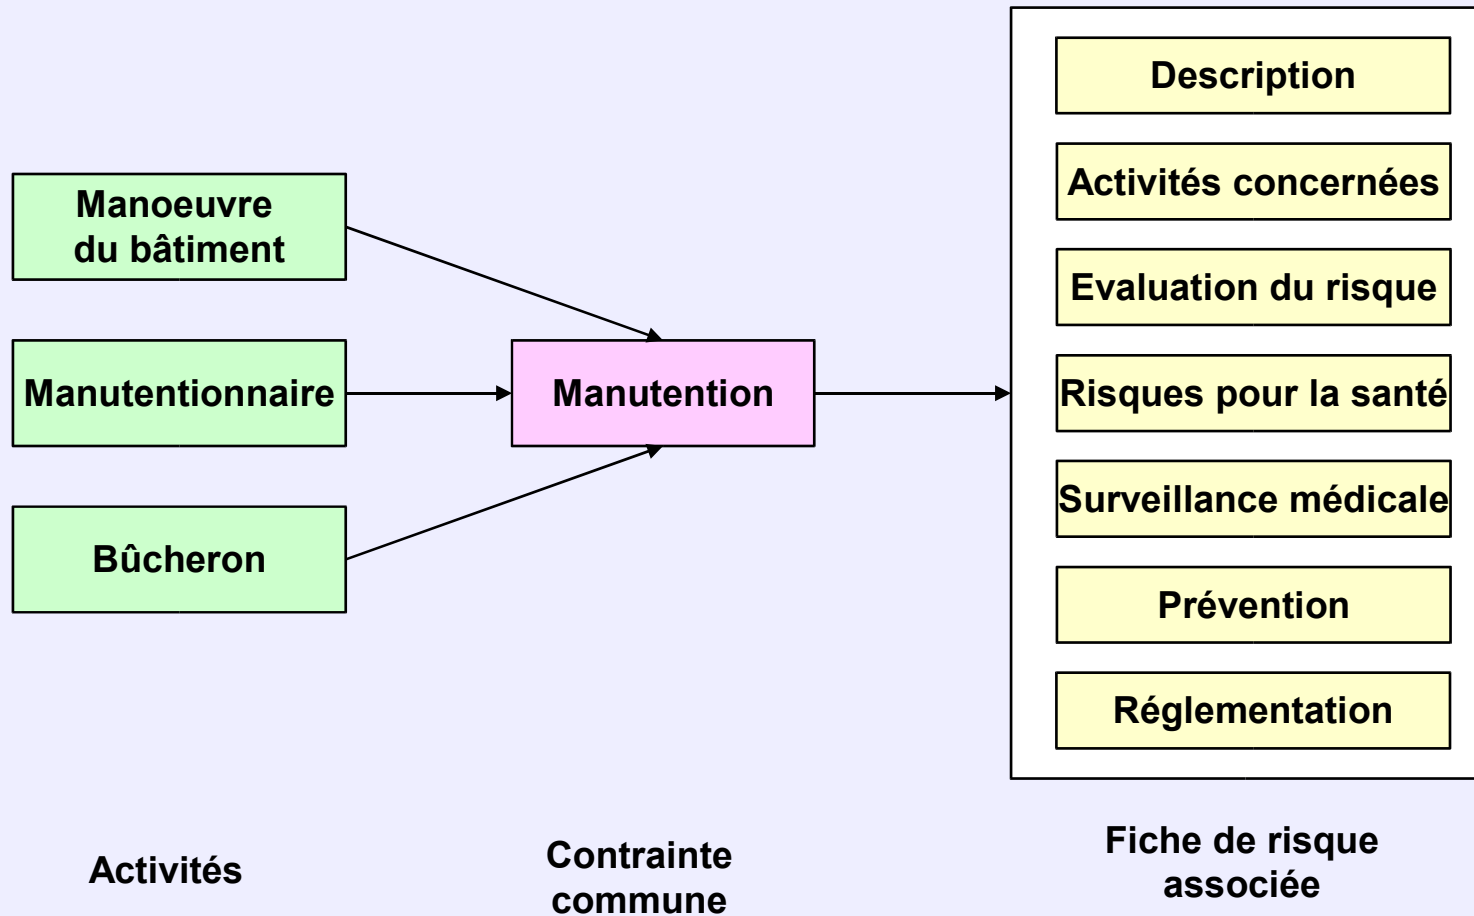 Manoeuvre
du bâtiment
Manutentionnaire
Bûcheron
Activités
Manutention
Contrainte
commune
Description
Activités concernées
Evaluation du risque
Risques pour la santé
Surveillance médicale
Prévention
Réglementation
Fiche de risque
associée